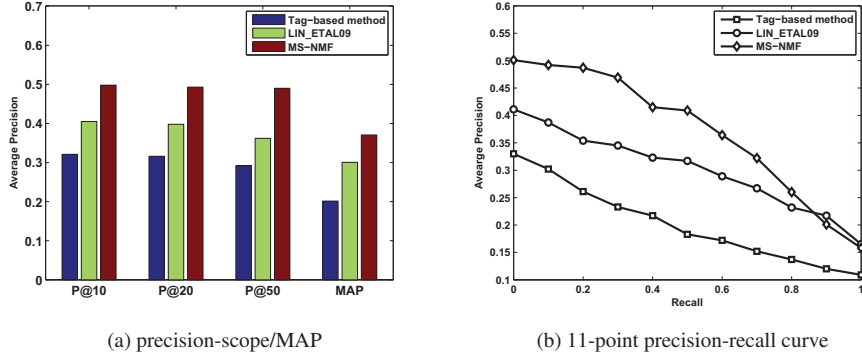 0.7
0.6
0.5
0.4
0.3
0.2
0.1
0
Average Precision
P@10 P@20 P@50 MAP
Tag-based method
LIN_ETAL09
MS-NMF
(a) precision-scope/MAP
0.6
0.55
0.5
0.45
0.4
0.35
0.3
0.25
0.2
0.15
0.1
Avearge Precision
0 0.2 0.4 0.6 0.8 1
Recall
Tag-based method
LIN_ETAL09
MS-NMF
(b) 11-point precision-recall curve